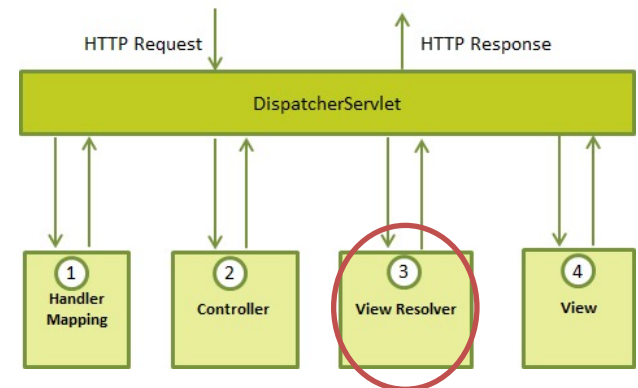 HTTP Request
HTTP Response
DispatcherServlet
1
Handler
Mapping
2
Controller
3
View Resolver
4
View